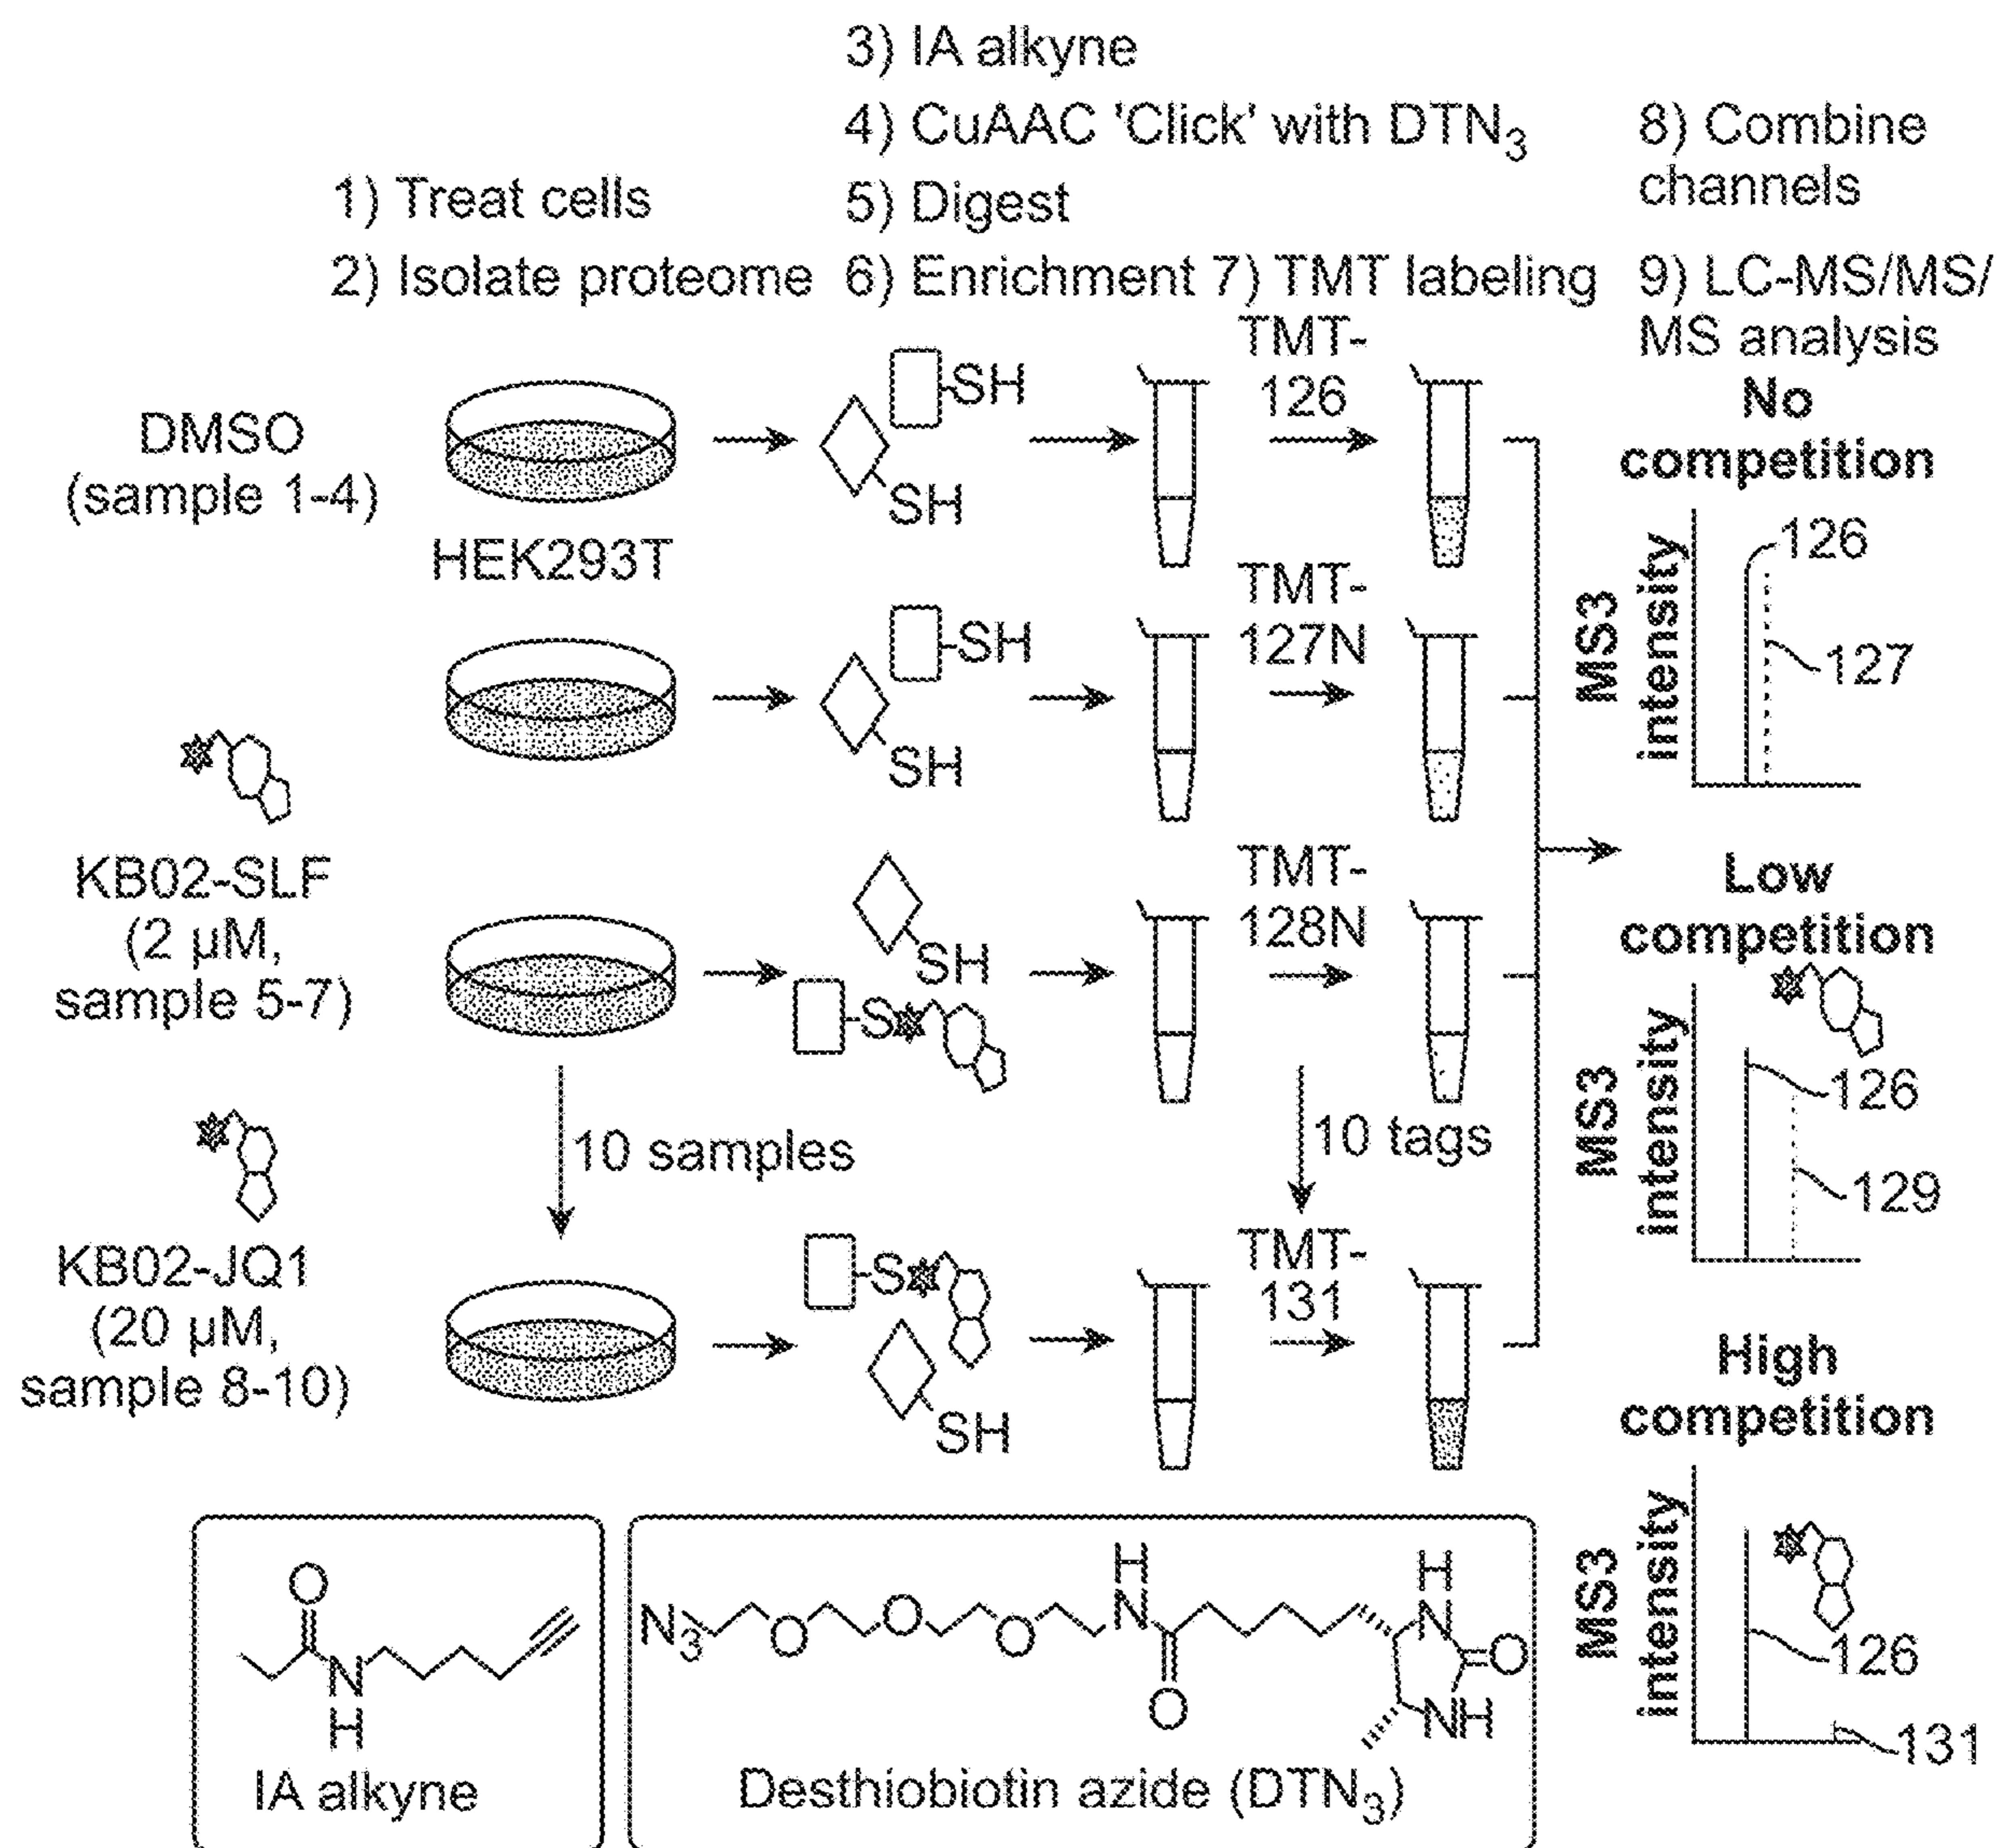 3) IA alkyne
4) CuAAC 'Click' with DTN3
8) Combine
channels
1) Treat cells
5) Digest
2) Isolate proteome
6) Enrichment
7) TMT labeling
9) LC-MS/MS/
MS analysis
DMSO
(sample 1-4)
HEK293T
SH
SH
TMT-
126
No
competition
MS3
intensity
126
127
SH
SH
TMT-
127N
KB02-SLF
(2 µM,
sample 5-7)
SH
S
TMT-
128N
Low
competition
MS3
intensity
126
129
10 samples
10 tags
KB02-JQ1
(20 µM,
sample 8-10)
S
SH
TMT-
131
High
competition
MS3
intensity
126
131
O
N
H
IA alkyne
N3
O
O
O
H
N
O
H
N
O
NH
Desthiobiotin azide (DTN3)